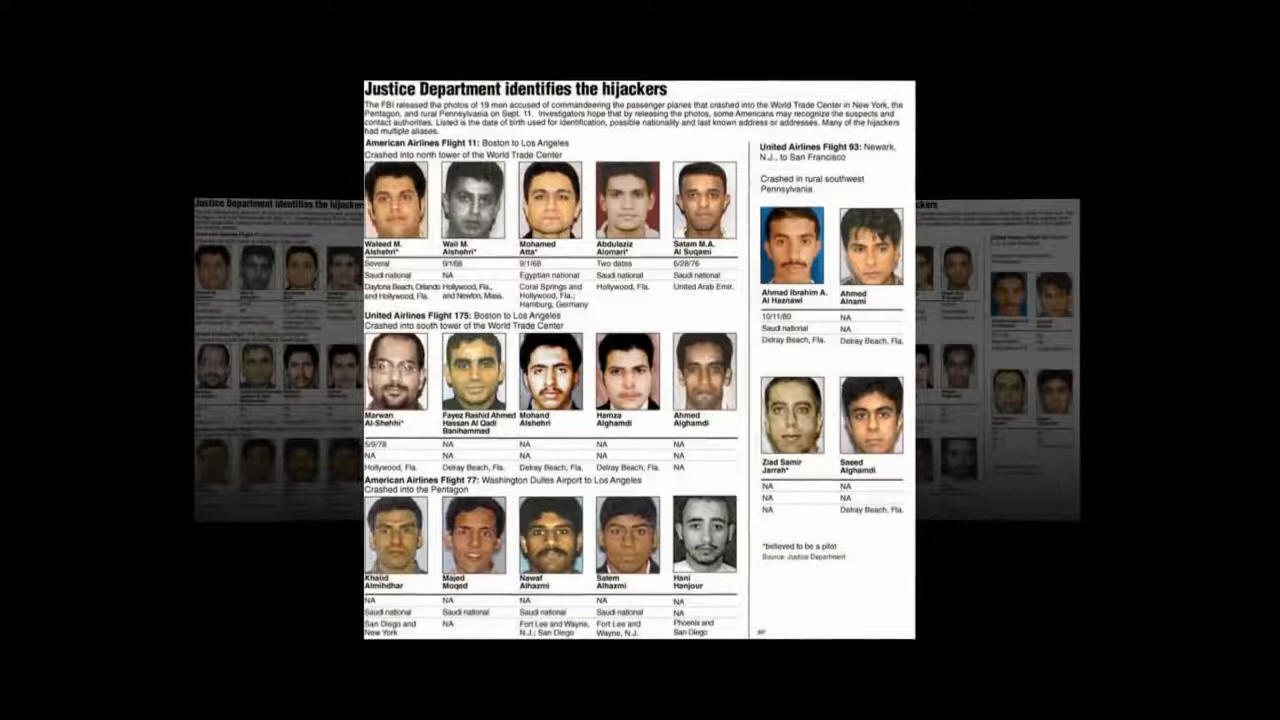 Justice Department identifies the hijackers
The FBI released the photos of 19 men accused of commandeering the passenger planes that crashed into the World Trade Center in New York, the
Pentagon, and rural Pennsylvania on Sept. 11. Investigators hope that by releasing the photos, some Americans may recognize the suspects and
contact authorities. Listed is the date of birth used for identification, possible nationality and last known address or addresses. Many of the hijackers
had multiple aliases.
American Airlines Flight 11: Boston to Los Angeles
Crashed into north tower of the World Trade Center
Waleed M. Wail M. Mohamed Abdulaziz Satam M.A.
Alshehri* Alshehri* Atta* Alomari* Al Suqami
Several 9/1/68 9/1/68 Two dates 6/28/76
Saudi national NA Egyptian national Saudi national Saudi national
Daytona Beach, Orlando Hollywood, Fla., Coral Springs and Hollywood, Fla. United Arab Emir.
and Hollywood, Fla. and Newton, Mass. Hollywood, Fla.;
Hamburg, Germany
United Airlines Flight 175: Boston to Los Angeles
Crashed into south tower of the World Trade Center
Marwan Fayez Rashid Ahmed Mohand Hamza Ahmed
Al-Shehhi* Hassan Al Qadi Alshehri Alghamdi Alghamdi
Banihammad
5/9/78 NA NA NA NA
NA NA NA NA NA
Hollywood, Fla. Delray Beach, Fla. Delray Beach, Fla. Delray Beach, Fla. NA
American Airlines Flight 77: Washington Dulles Airport to Los Angeles
Crashed into the Pentagon
Khalid Majed Nawaf Salem Hani
Almihdhar Moqed Alhazmi Alhazmi Hanjour
NA NA NA NA NA
Saudi national Saudi national Saudi national Saudi national NA
San Diego and NA Fort Lee and Wayne, Fort Lee and Phoenix and
New York N.J.; San Diego Wayne, N.J. San Diego
United Airlines Flight 93: Newark,
N.J., to San Francisco
Crashed in rural southwest
Pennsylvania
Ahmad Ibrahim A. Ahmed
Al Haznawi Alnami
10/11/80 NA
Saudi national NA
Delray Beach, Fla. Delray Beach, Fla.
Ziad Samir Saeed
Jarrah* Alghamdi
NA NA
NA NA
NA Delray Beach, Fla.
*believed to be a pilot
Source: Justice Department
AP
Justice Department identifies the hijackers